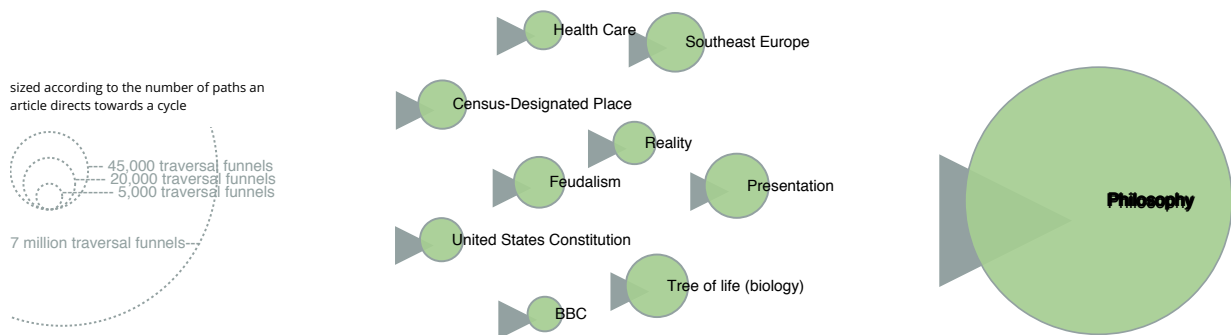 sized according to the number of paths an
article directs towards a cycle
45,000 traversal funnels
20,000 traversal funnels
5,000 traversal funnels
7 million traversal funnels
Health Care
Southeast Europe
Census-Designated Place
Reality
Feudalism
Presentation
United States Constitution
Tree of life (biology)
BBC
Philosophy